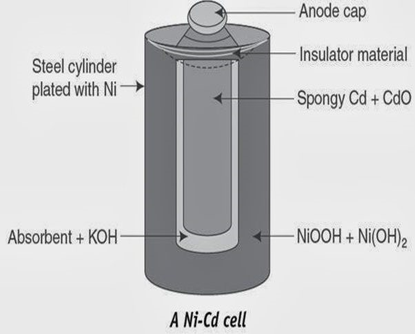 Anode cap
Insulator material
Steel cylinder
plated with Ni
Spongy Cd + CdO
Absorbent + KOH
NiOOH + Ni(OH)₂
A Ni-Cd cell